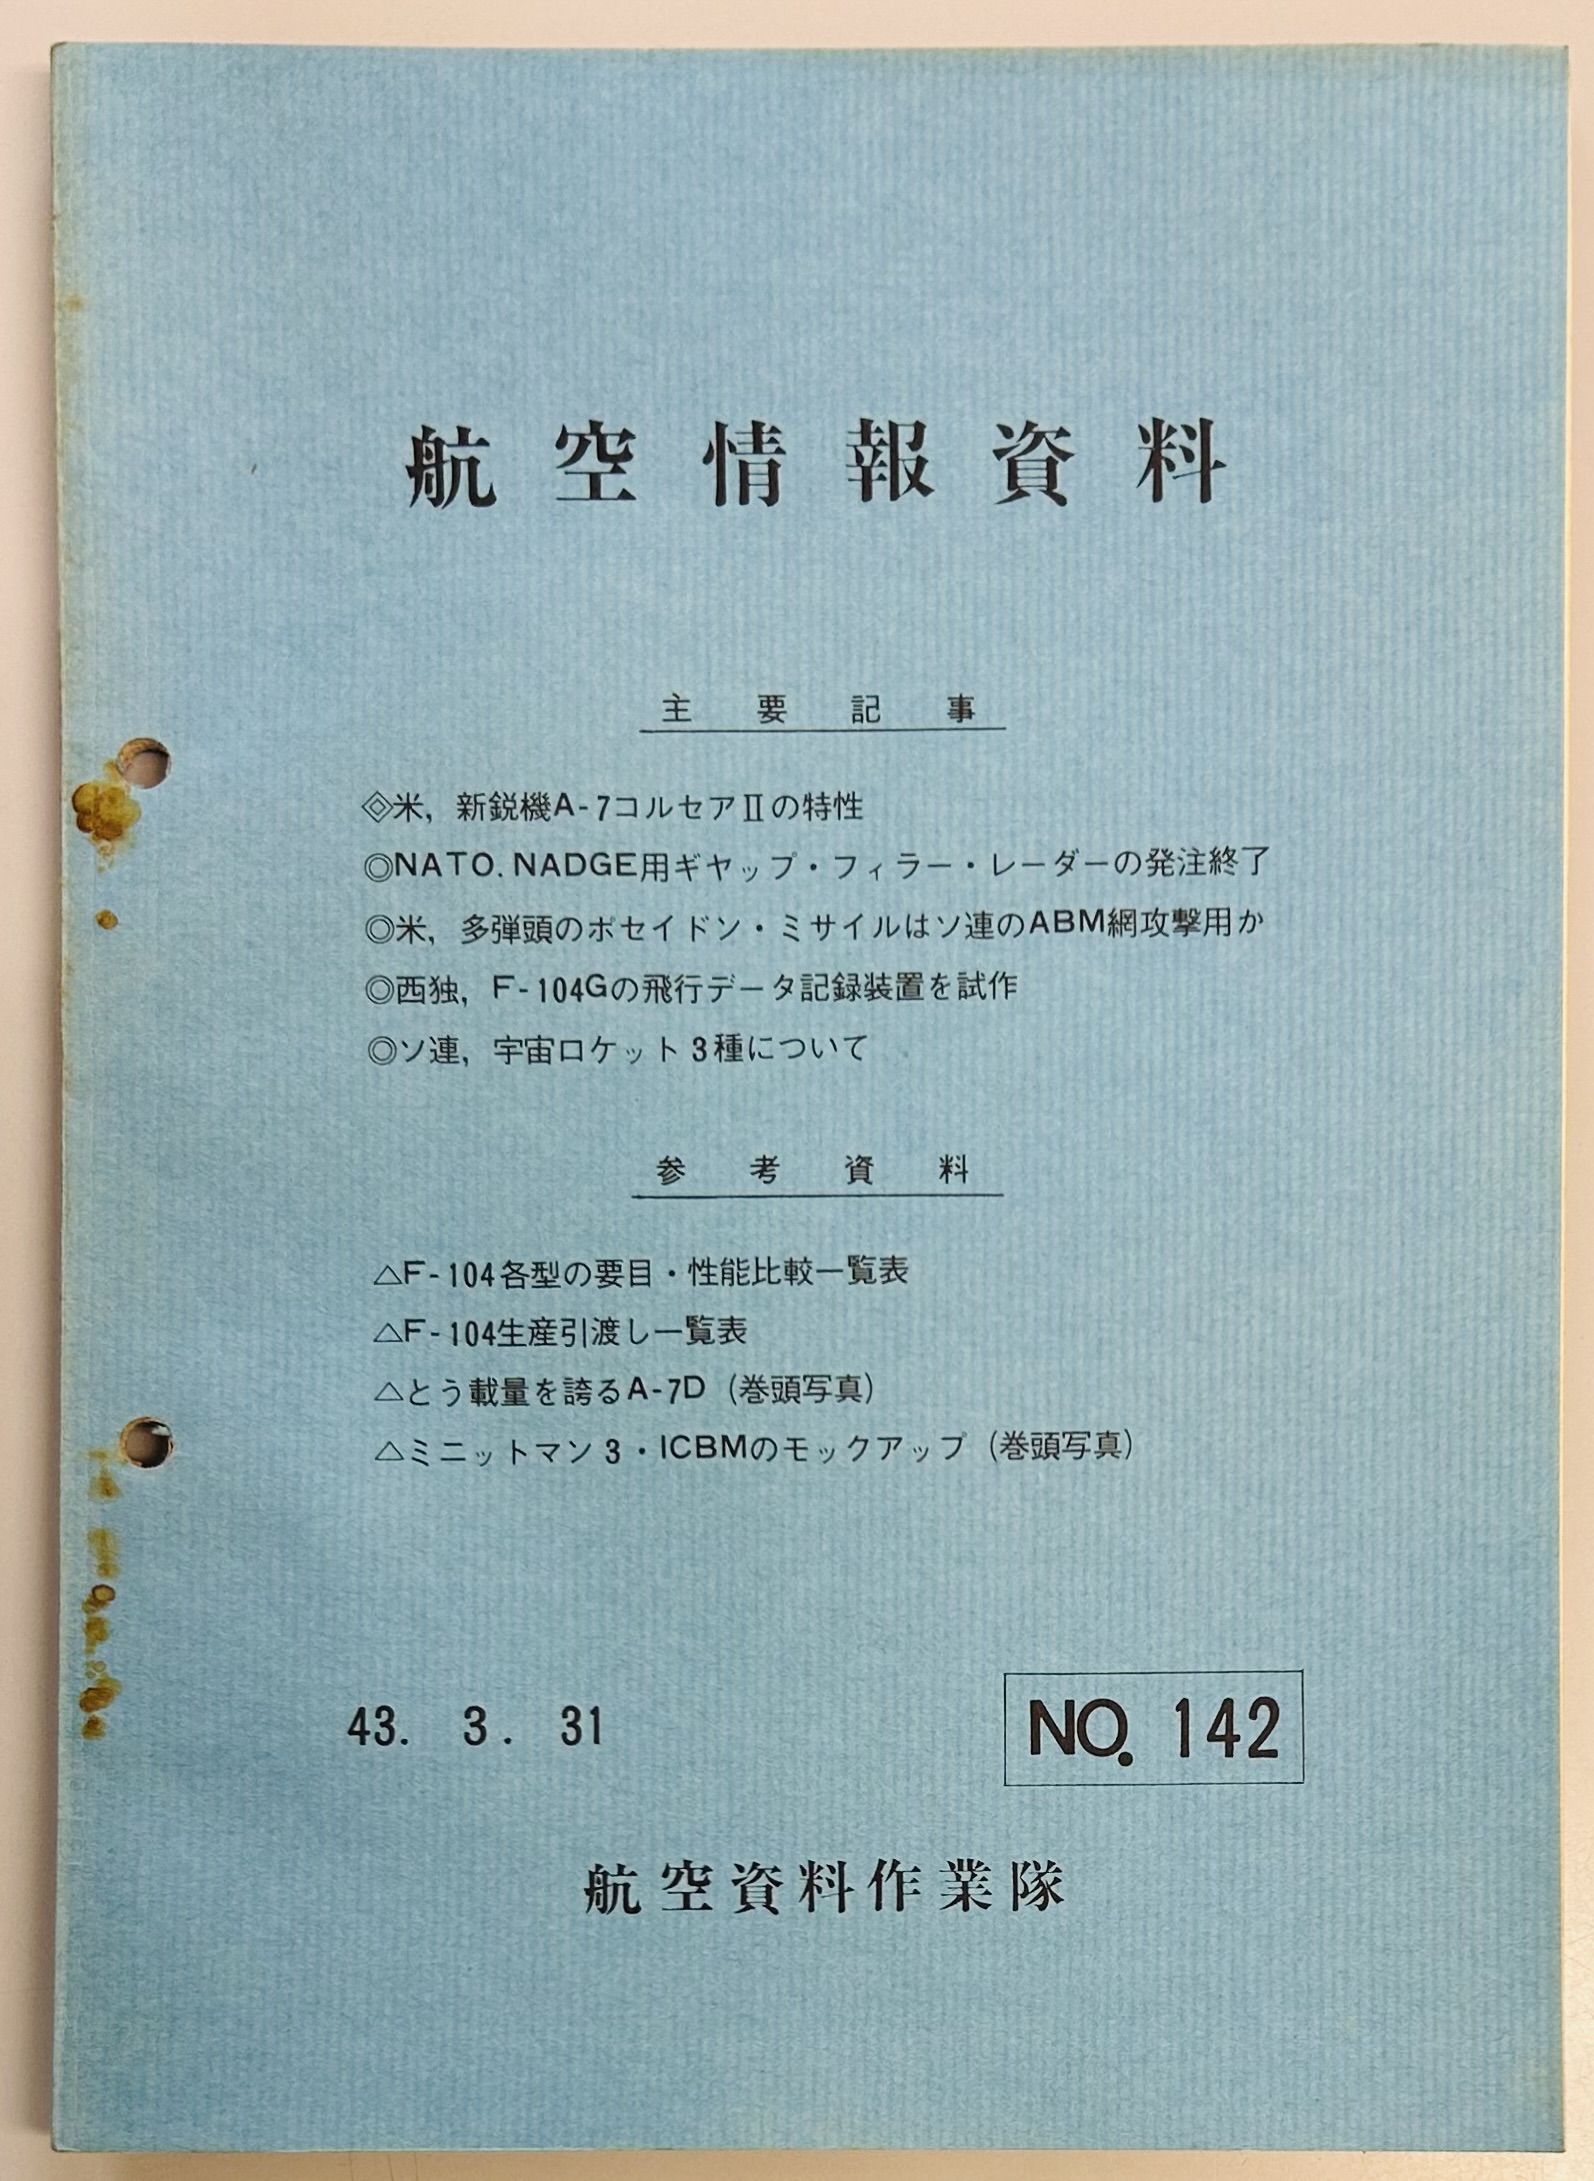 航空情報資料
主要記事
◎米，新鋭機A-7コルセアⅡの特性
◎NATO．NADGE用ギヤップ・フィラー・レーダーの発注終了
◎米，多弾頭のポセイドン・ミサイルはソ連のABM網攻撃用か
◎西独，F-104Gの飛行データ記録装置を試作
◎ソ連，宇宙ロケット3種について
参考資料
△F-104各型の要目・性能比較一覧表
△F-104生産引渡し一覧表
△とう載量を誇るA-7D（巻頭写真）
△ミニットマン3・ICBMのモックアップ（巻頭写真）
43. 3. 31
NO. 142
航空資料作業隊